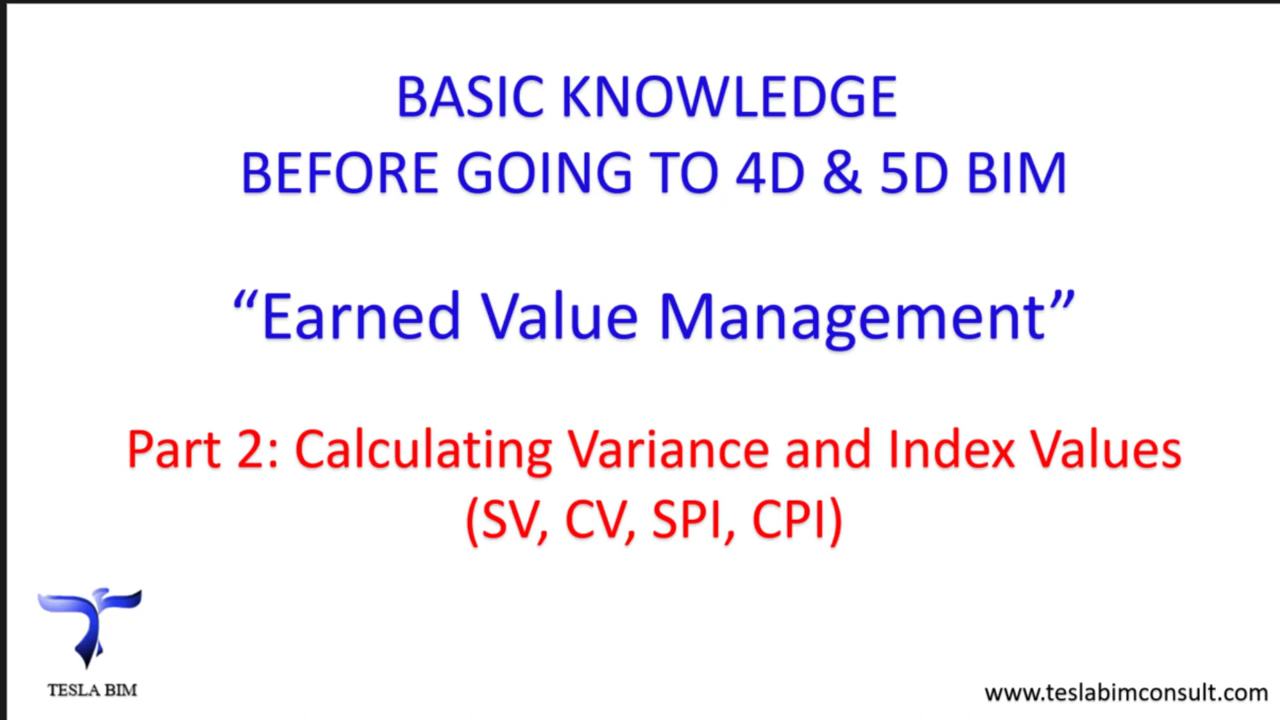 BASIC KNOWLEDGE
BEFORE GOING TO 4D & 5D BIM
“Earned Value Management”
Part 2: Calculating Variance and Index Values
(SV, CV, SPI, CPI)
TESLA BIM
www.teslabimconsult.com